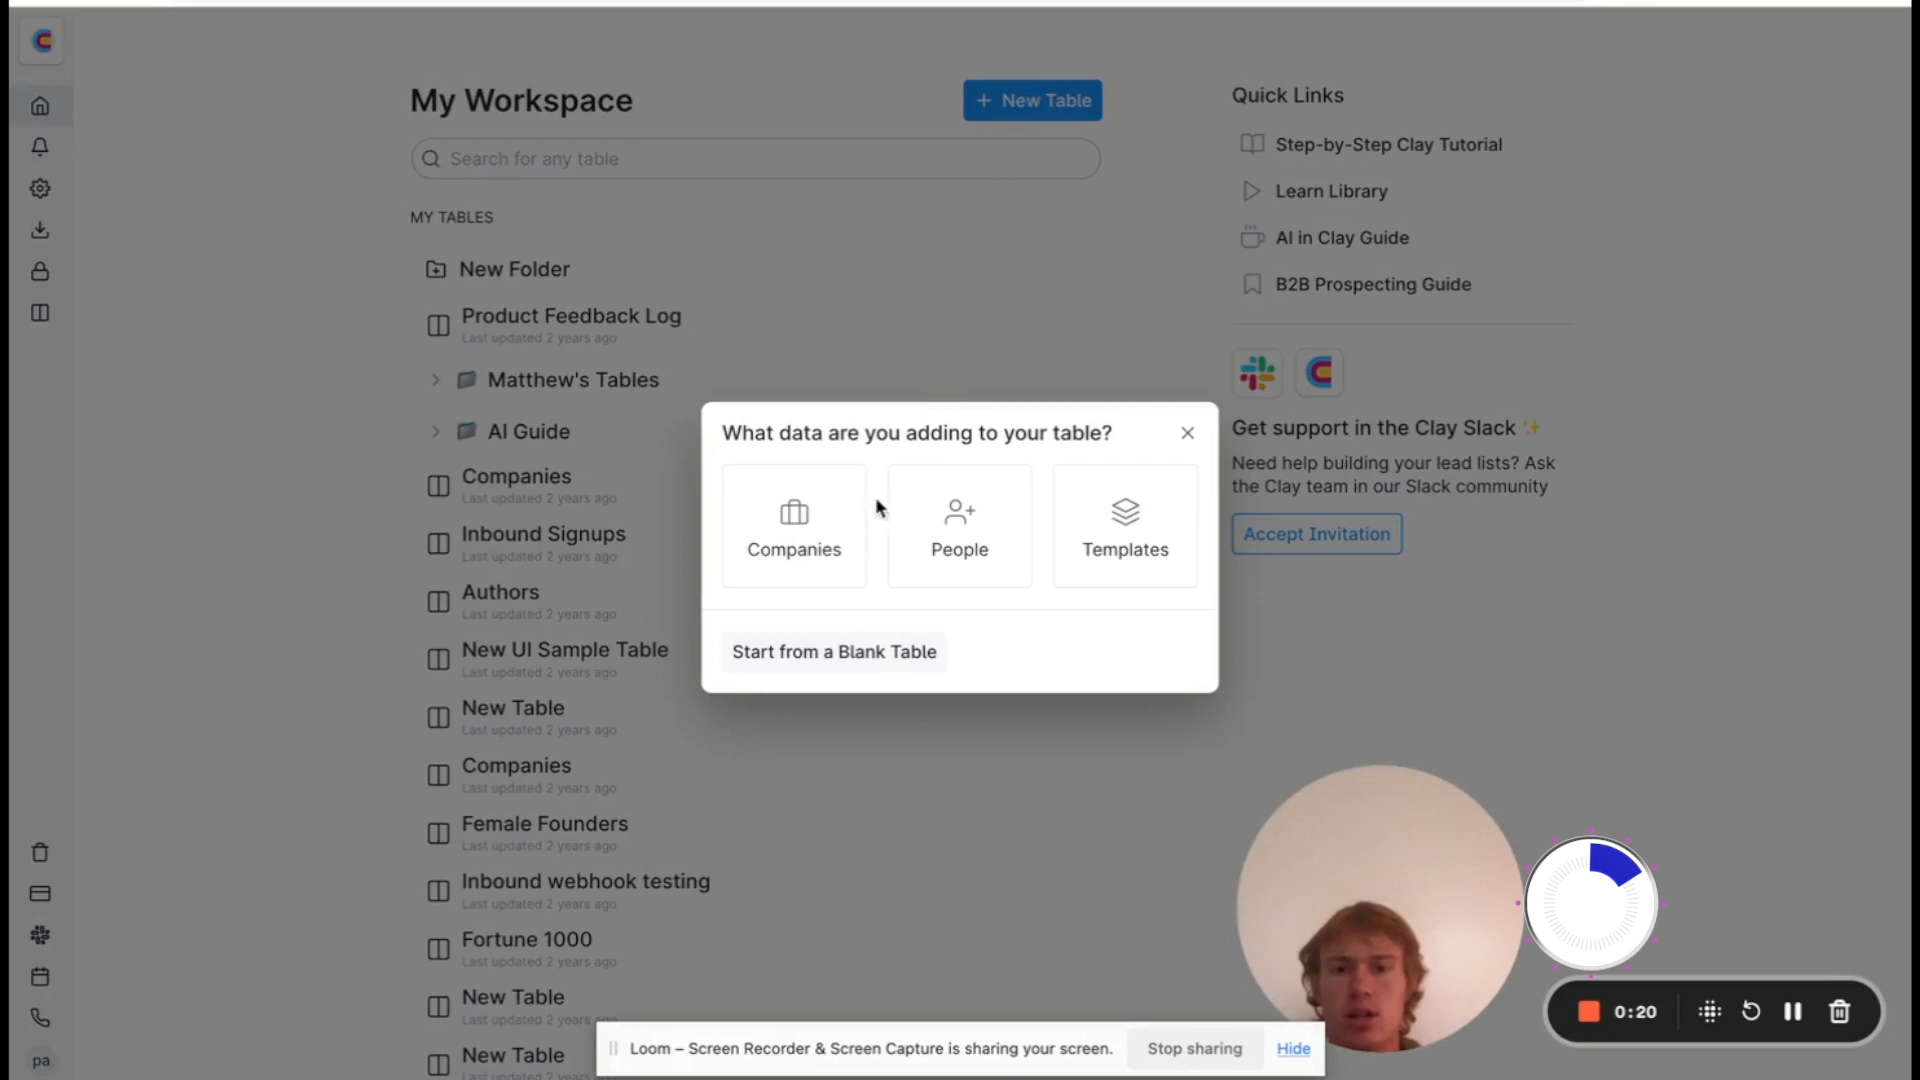 My Workspace
New Table
Search for any table
MY TABLES
New Folder
Product Feedback Log
Last updated 2 years ago
Matthew's Tables
AI Guide
Companies
Last updated 2 years ago
Inbound Signups
Last updated 2 years ago
Authors
Last updated 2 years ago
New UI Sample Table
Last updated 2 years ago
New Table
Last updated 2 years ago
Companies
Last updated 2 years ago
Female Founders
Last updated 2 years ago
Inbound webhook testing
Last updated 2 years ago
Fortune 1000
Last updated 2 years ago
New Table
Last updated 2 years ago
New Table
Last updated 2 years ago
Quick Links
Step-by-Step Clay Tutorial
Learn Library
AI in Clay Guide
B2B Prospecting Guide
Get support in the Clay Slack ✨
Need help building your lead lists? Ask
the Clay team in our Slack community
Accept Invitation
What data are you adding to your table?
Companies
People
Templates
Start from a Blank Table
pa
Loom – Screen Recorder & Screen Capture is sharing your screen.
Stop sharing
Hide
0:20